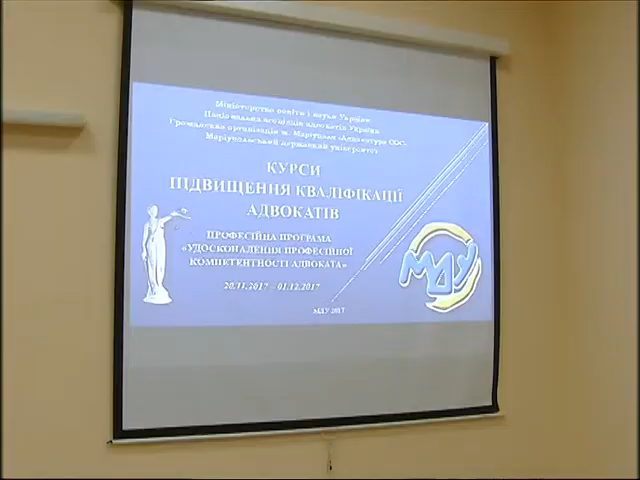 Міністерство освіти і науки України
Національна асоціація адвокатів України
Громадська організація м. Маріуполя «Адвокатура СОС»
Маріупольський державний університет
КУРСИ
ПІДВИЩЕННЯ КВАЛІФІКАЦІЇ
АДВОКАТІВ
ПРОФЕСІЙНА ПРОГРАМА
«УДОСКОНАЛЕННЯ ПРОФЕСІЙНОЇ
КОМПЕТЕНТНОСТІ АДВОКАТА»
20.11.2017 – 01.12.2017
МДУ
МДУ 2017